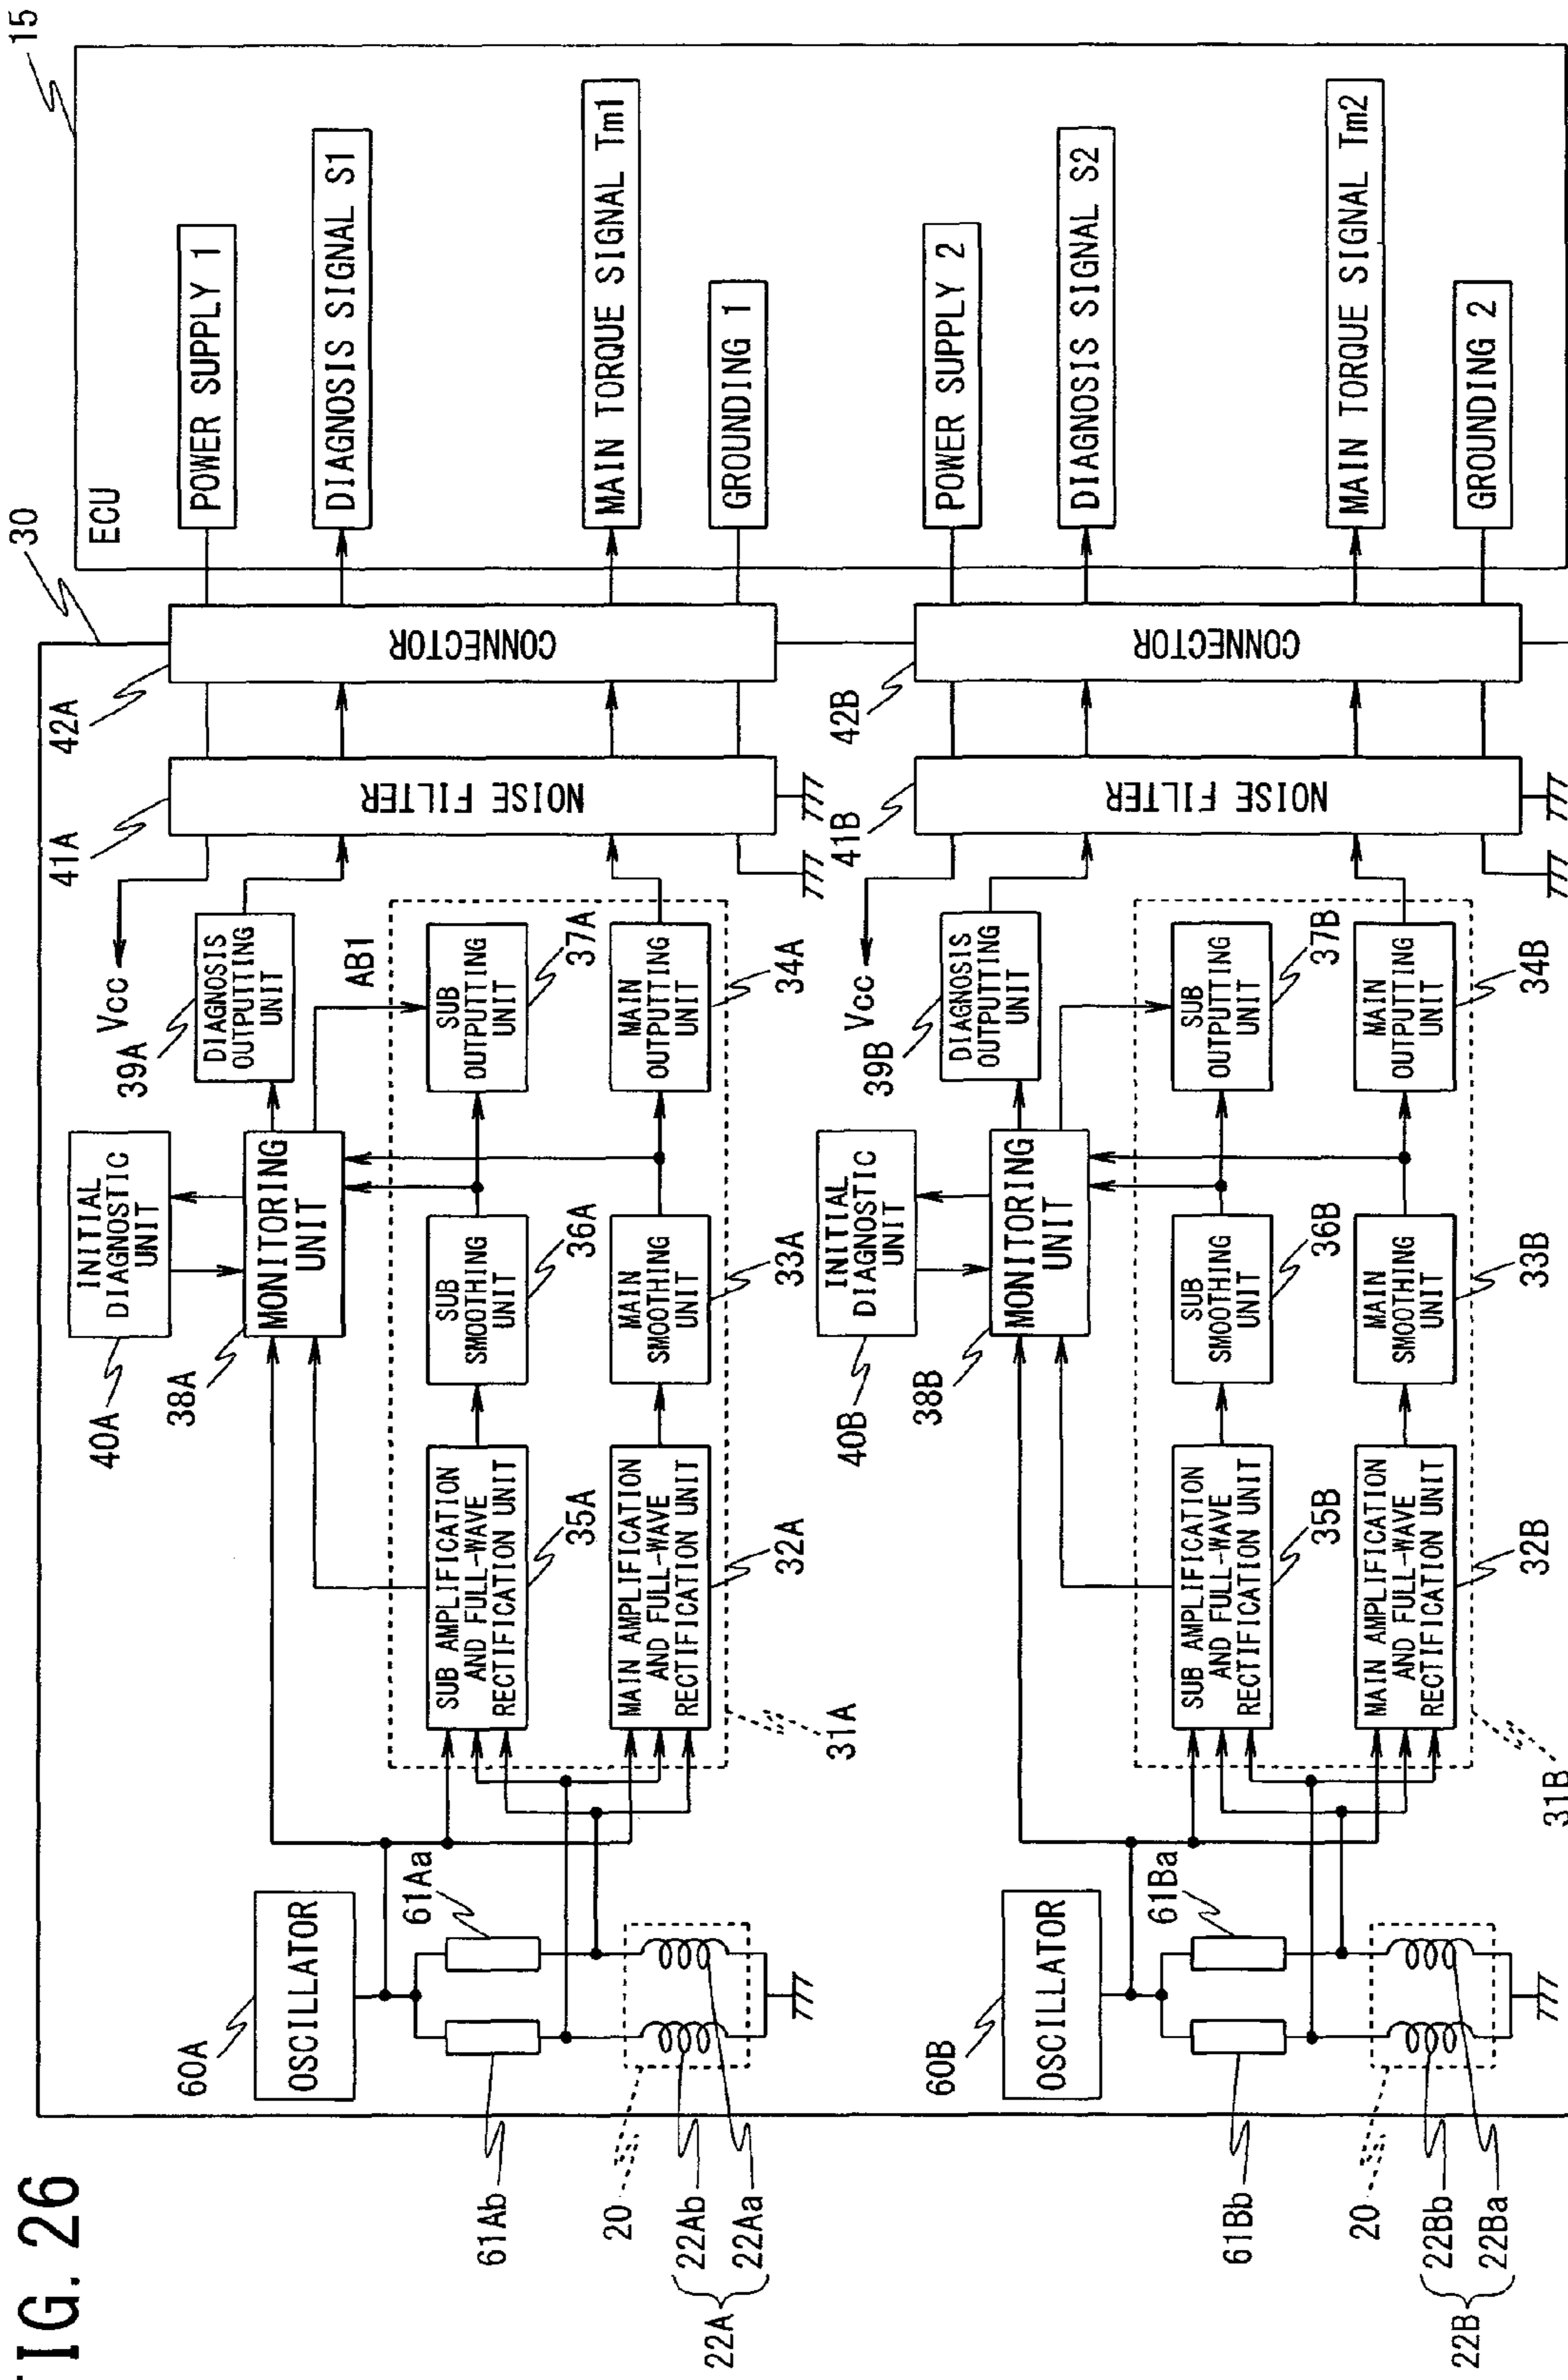 FIG. 26
15
30
ECU
POWER SUPPLY 1
DIAGNOSIS SIGNAL S1
MAIN TORQUE SIGNAL Tm1
GROUNDING 1
POWER SUPPLY 2
DIAGNOSIS SIGNAL S2
MAIN TORQUE SIGNAL Tm2
GROUNDING 2
42A
CONNECTOR
42B
CONNECTOR
41A
NOISE FILTER
41B
NOISE FILTER
Vcc
39A
DIAGNOSIS
OUTPUTTING
UNIT
AB1
SUB
OUTPUTTING
UNIT
37A
MAIN
OUTPUTTING
UNIT
34A
INITIAL
DIAGNOSTIC
UNIT
40A
MONITORING
UNIT
38A
SUB
SMOOTHING
UNIT
36A
MAIN
SMOOTHING
UNIT
33A
SUB AMPLIFICATION
AND FULL-WAVE
RECTIFICATION UNIT
35A
MAIN AMPLIFICATION
AND FULL-WAVE
RECTIFICATION UNIT
32A
31A
60A
OSCILLATOR
61Aa
61Ab
20
22Ab
22Aa
22A
Vcc
39B
DIAGNOSIS
OUTPUTTING
UNIT
SUB
OUTPUTTING
UNIT
37B
MAIN
OUTPUTTING
UNIT
34B
INITIAL
DIAGNOSTIC
UNIT
40B
MONITORING
UNIT
38B
SUB
SMOOTHING
UNIT
36B
MAIN
SMOOTHING
UNIT
33B
SUB AMPLIFICATION
AND FULL-WAVE
RECTIFICATION UNIT
35B
MAIN AMPLIFICATION
AND FULL-WAVE
RECTIFICATION UNIT
32B
31B
60B
OSCILLATOR
61Ba
61Bb
20
22Bb
22Ba
22B